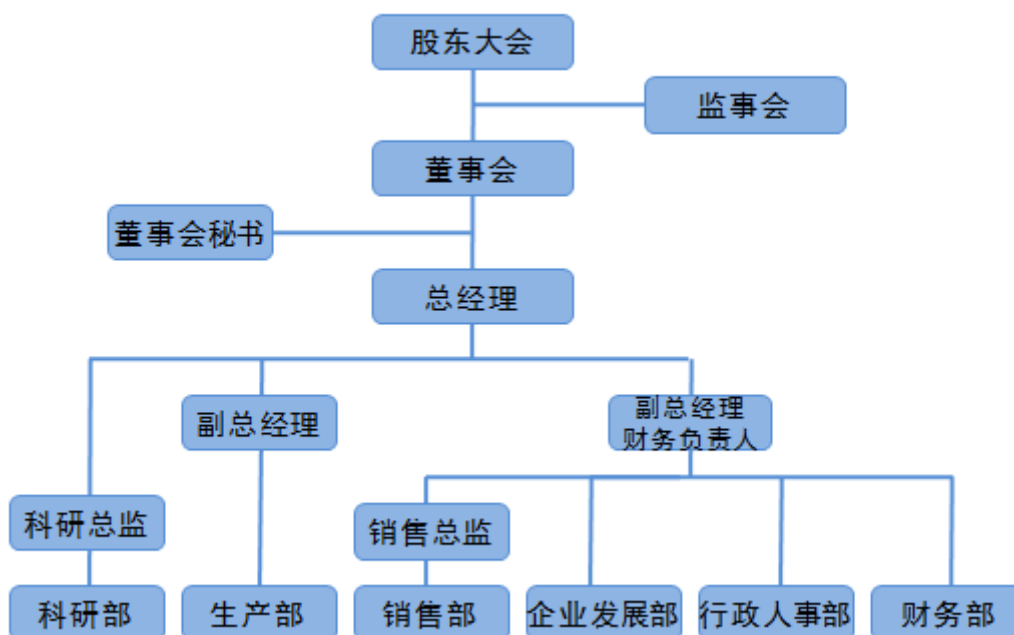 股东大会
监事会
董事会
董事会秘书
总经理
副总经理
副总经理
财务负责人
科研总监
销售总监
科研部
生产部
销售部
企业发展部
行政人事部
财务部